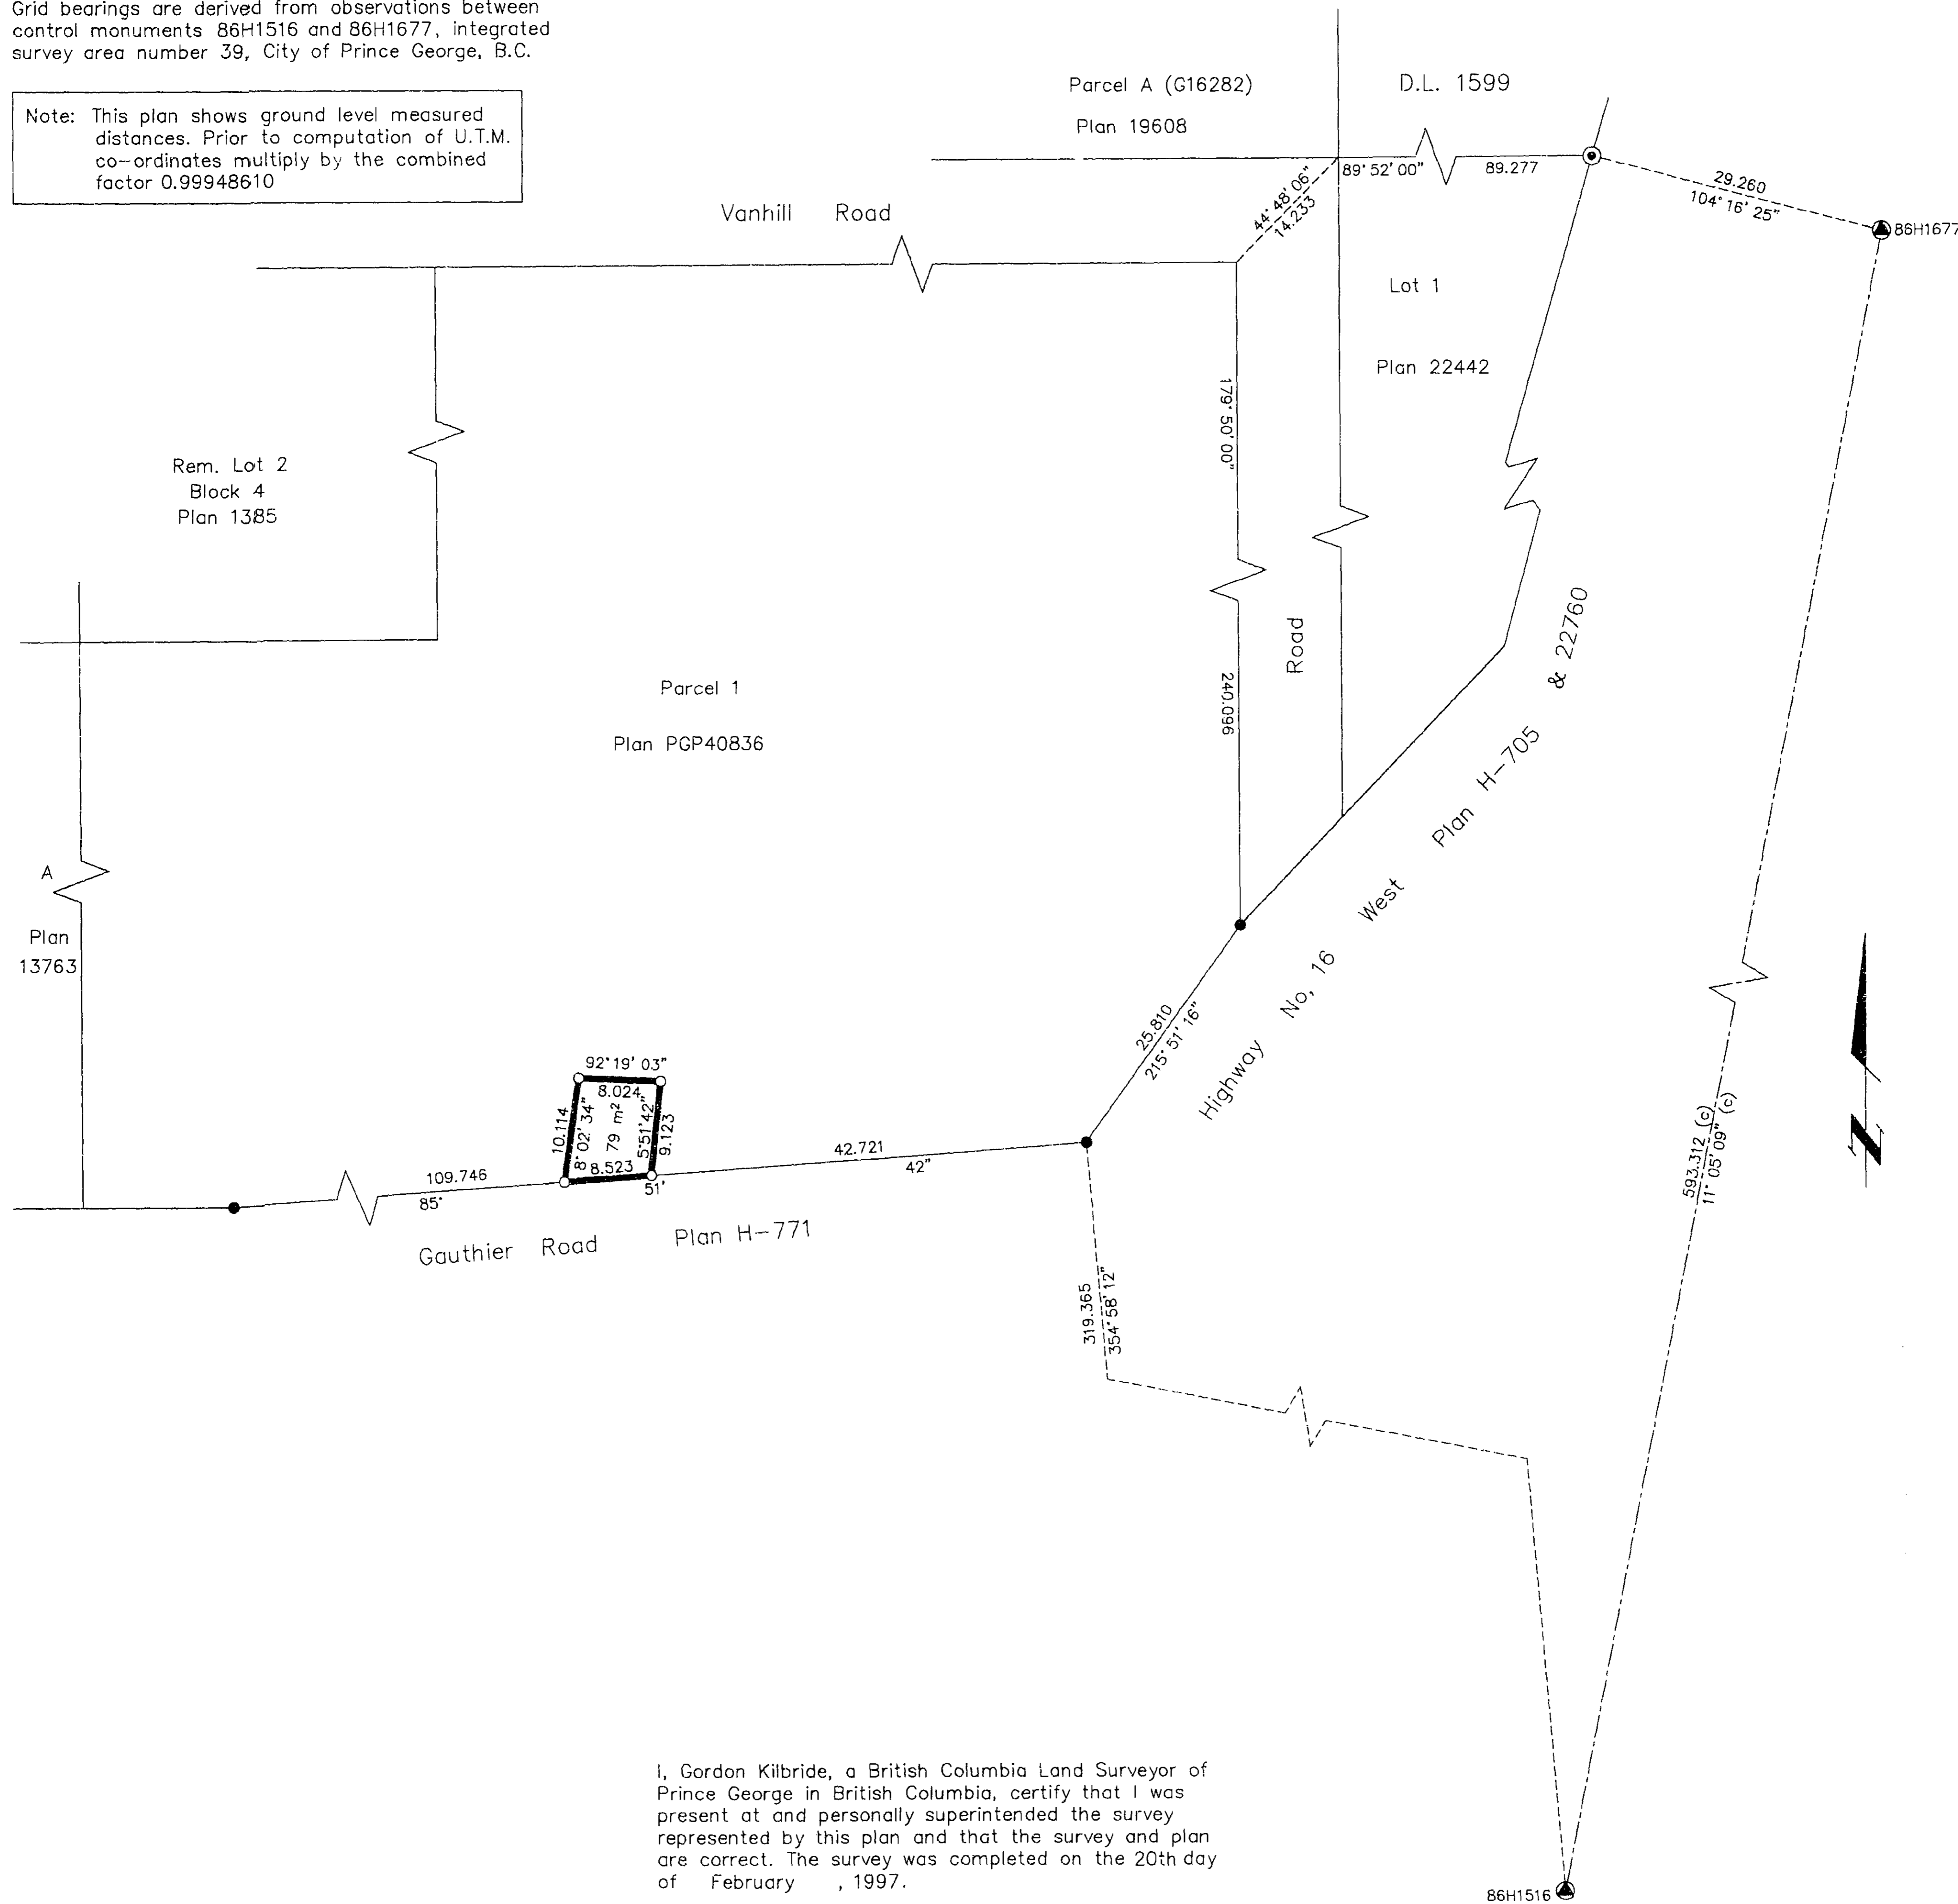 Grid bearings are derived from observations between
control monuments 86H1516 and 86H1677, integrated
survey area number 39, City of Prince George, B.C.
Note: This plan shows ground level measured
distances. Prior to computation of U.T.M.
co-ordinates multiply by the combined
factor 0.99948610
Parcel A (G16282)
Plan 19608
D.L. 1599
89° 52' 00"
89.277
29.260
104° 16' 25"
86H1677
44° 48' 06"
14.233
Vanhill Road
Lot 1
Plan 22442
179° 50' 00"
240.096
Road
Rem. Lot 2
Block 4
Plan 1385
Parcel 1
Plan PGP40836
A
Plan
13763
Highway No, 16 West Plan H-705 & 22760
25.810
215° 51' 16"
92° 19' 03"
8.024
10.114
8° 02' 34"
79 m²
5°51'42"
9.123
8.523
109.746
42.721
85°
51'
42"
Gauthier Road Plan H-771
319.365
354° 58' 12"
593.312 (c)
11° 05' 09" (c)
N
I, Gordon Kilbride, a British Columbia Land Surveyor of
Prince George in British Columbia, certify that I was
present at and personally superintended the survey
represented by this plan and that the survey and plan
are correct. The survey was completed on the 20th day
of February , 1997.
86H1516